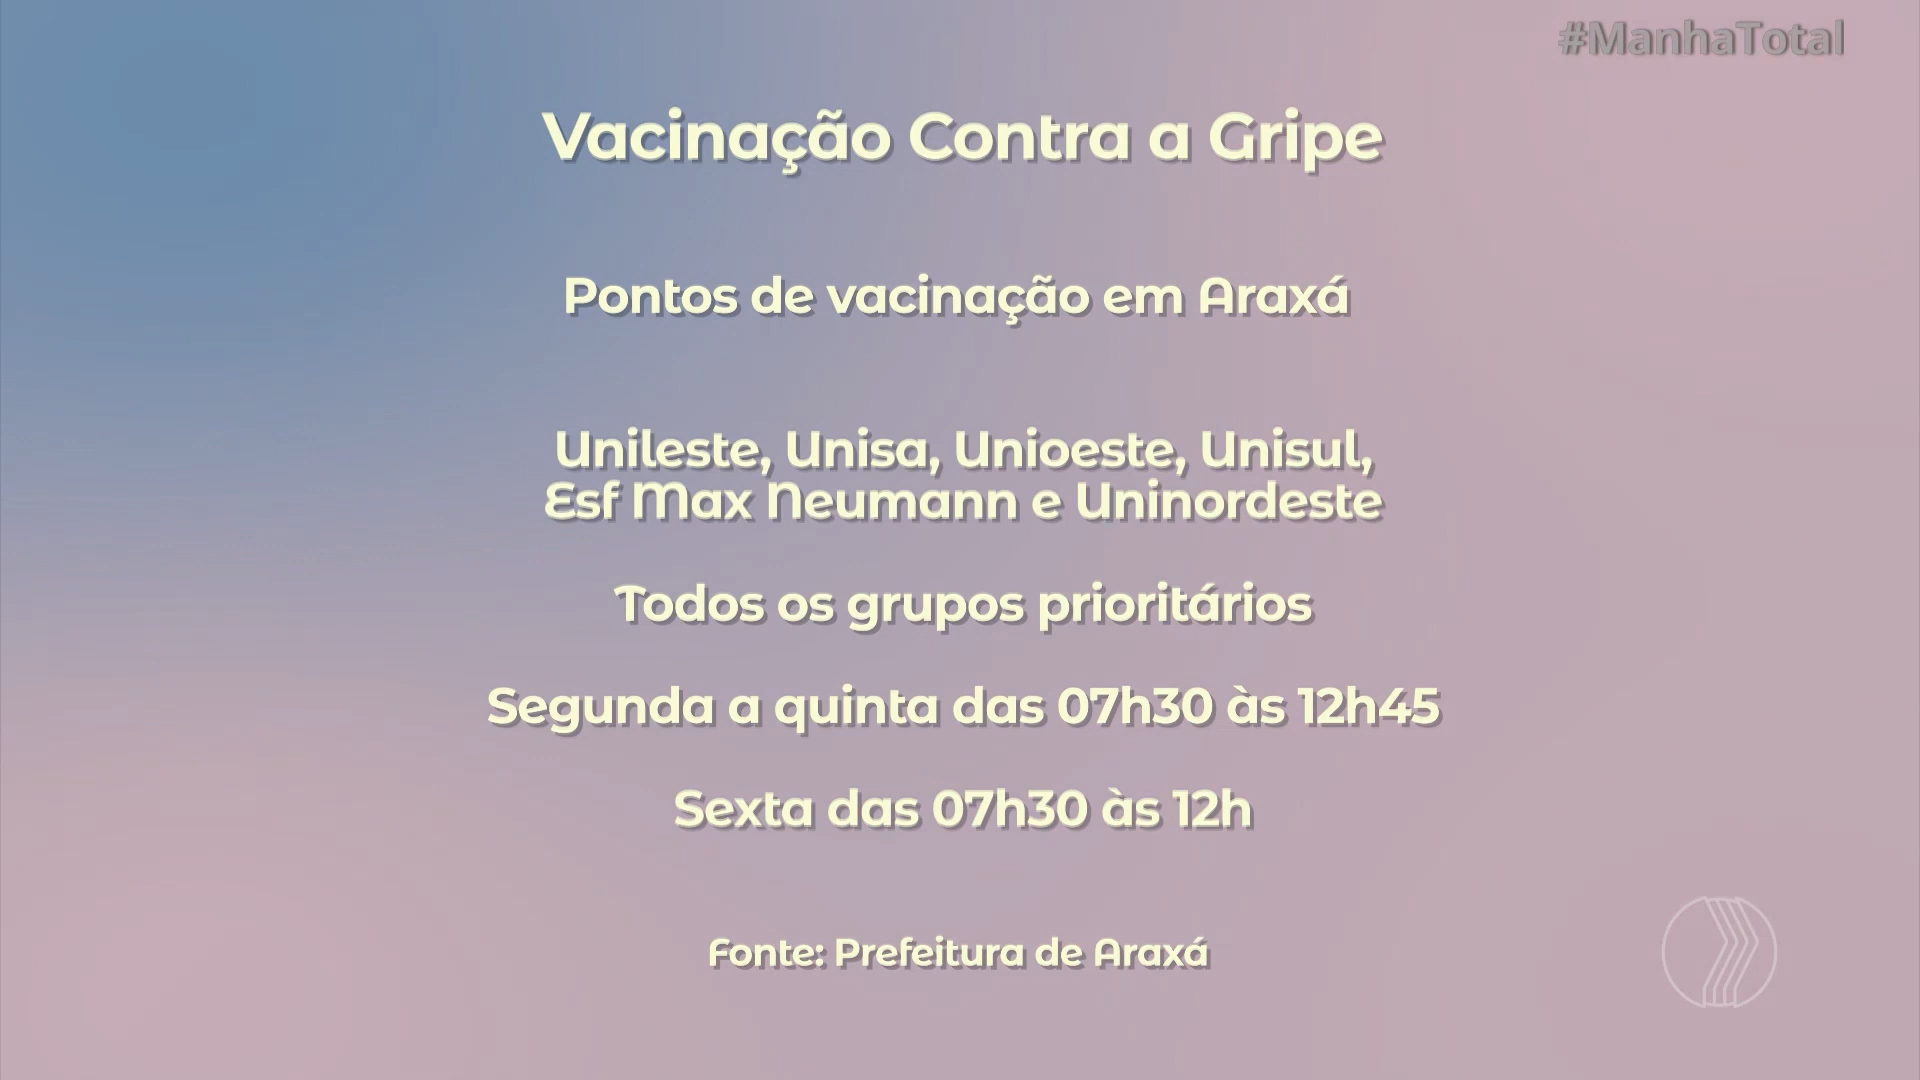 #ManhaTotal
Vacinação Contra a Gripe
Pontos de vacinação em Araxá
Unileste, Unisa, Unioeste, Unisul,
Esf Max Neumann e Uninordeste
Todos os grupos prioritários
Segunda a quinta das 07h30 às 12h45
Sexta das 07h30 às 12h
Fonte: Prefeitura de Araxá